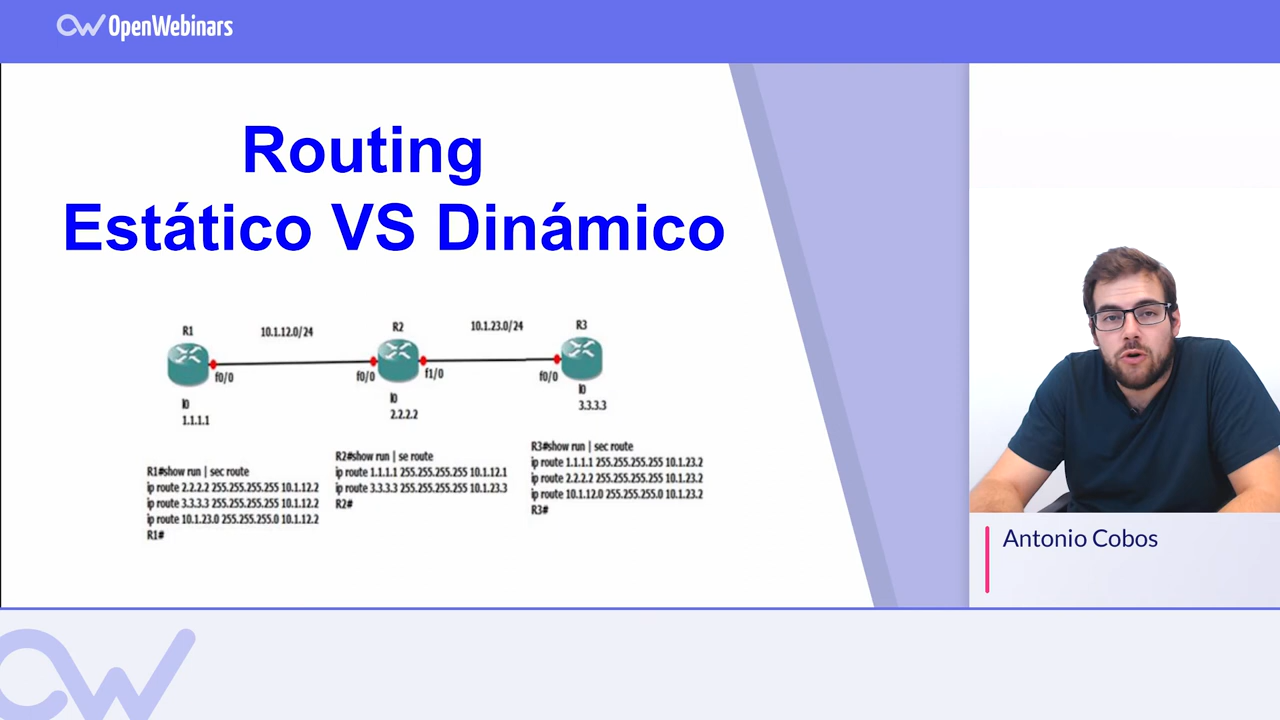 OpenWebinars
Routing
Estático VS Dinámico
R1
10.1.12.0/24
R2
10.1.23.0/24
R3
f0/0
f0/0
f1/0
f0/0
l0
1.1.1.1
l0
2.2.2.2
l0
3.3.3.3
R1#show run | sec route
ip route 2.2.2.2 255.255.255.255 10.1.12.2
ip route 3.3.3.3 255.255.255.255 10.1.12.2
ip route 10.1.23.0 255.255.255.0 10.1.12.2
R1#
R2#show run | se route
ip route 1.1.1.1 255.255.255.255 10.1.12.1
ip route 3.3.3.3 255.255.255.255 10.1.23.3
R2#
R3#show run | sec route
ip route 1.1.1.1 255.255.255.255 10.1.23.2
ip route 2.2.2.2 255.255.255.255 10.1.23.2
ip route 10.1.12.0 255.255.255.0 10.1.23.2
R3#
Antonio Cobos